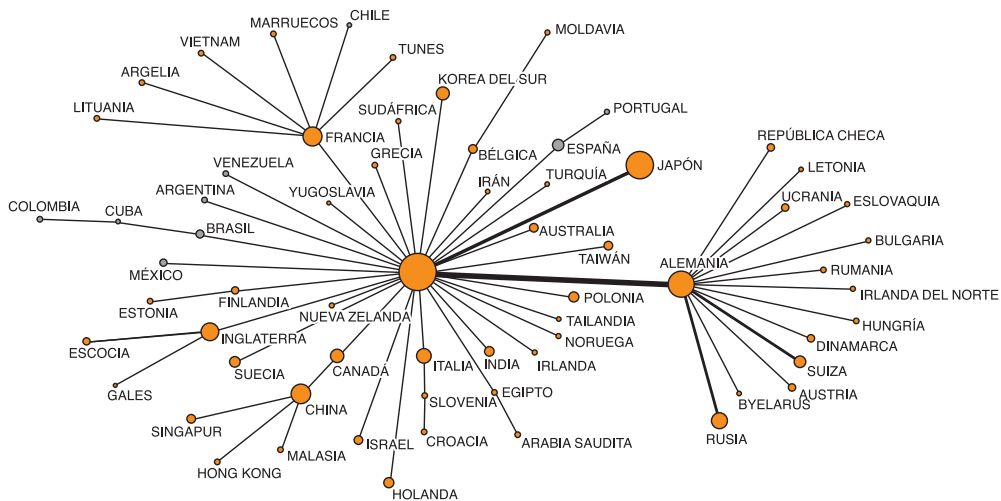 CHILE
MARRUECOS
MOLDAVIA
VIETNAM
TUNES
ARGELIA
KOREA DEL SUR
LITUANIA
SUDÁFRICA
PORTUGAL
FRANCIA
REPÚBLICA CHECA
ESPAÑA
GRECIA
BÉLGICA
JAPÓN
VENEZUELA
LETONIA
TURQUÍA
IRÁN
ARGENTINA
YUGOSLAVIA
UCRANIA
ESLOVAQUIA
COLOMBIA
CUBA
BRASIL
AUSTRALIA
BULGARIA
TAIWÁN
ALEMANIA
MÉXICO
RUMANIA
IRLANDA DEL NORTE
FINLANDIA
POLONIA
ESTONIA
NUEVA ZELANDA
TAILANDIA
HUNGRÍA
INGLATERRA
NORUEGA
DINAMARCA
ESCOCIA
SUECIA
CANADÁ
ITALIA
INDIA
IRLANDA
SUIZA
GALES
EGIPTO
AUSTRIA
SLOVENIA
BYELARUS
CHINA
SINGAPUR
CROACIA
ARABIA SAUDITA
RUSIA
ISRAEL
MALASIA
HONG KONG
HOLANDA